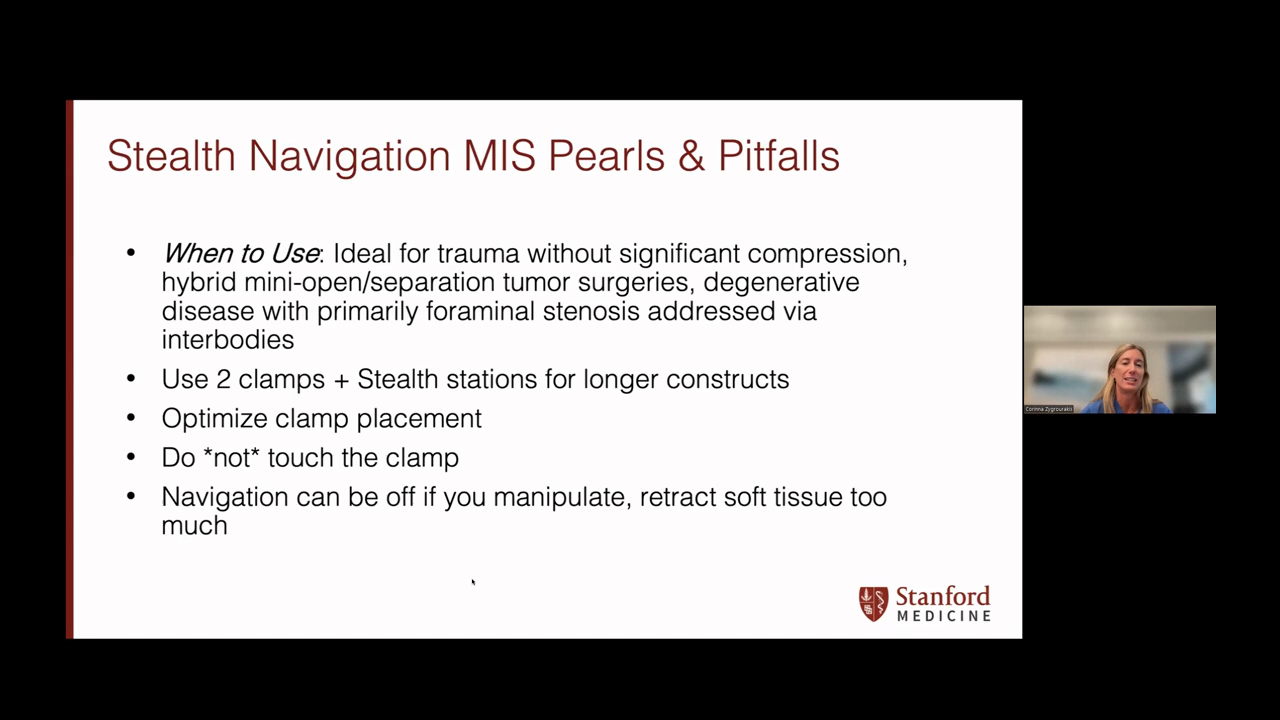 Stealth Navigation MIS Pearls & Pitfalls
• When to Use: Ideal for trauma without significant compression,
hybrid mini-open/separation tumor surgeries, degenerative
disease with primarily foraminal stenosis addressed via
interbodies
• Use 2 clamps + Stealth stations for longer constructs
• Optimize clamp placement
• Do *not* touch the clamp
• Navigation can be off if you manipulate, retract soft tissue too
much
Corinna Zygourakis
Stanford
MEDICINE